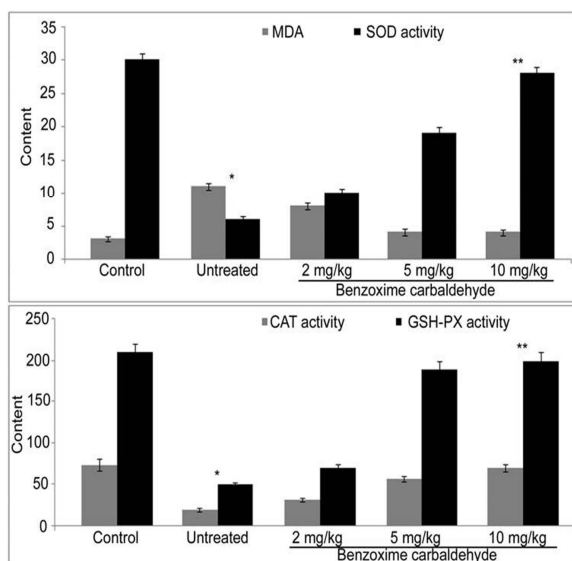 MDA SOD activity
35
30
25
20
15
10
5
0
Content
*
**
Control Untreated 2 mg/kg 5 mg/kg 10 mg/kg
Benzoxime carbaldehyde
CAT activity GSH-PX activity
250
200
150
100
50
0
Content
*
**
Control Untreated 2 mg/kg 5 mg/kg 10 mg/kg
Benzoxime carbaldehyde